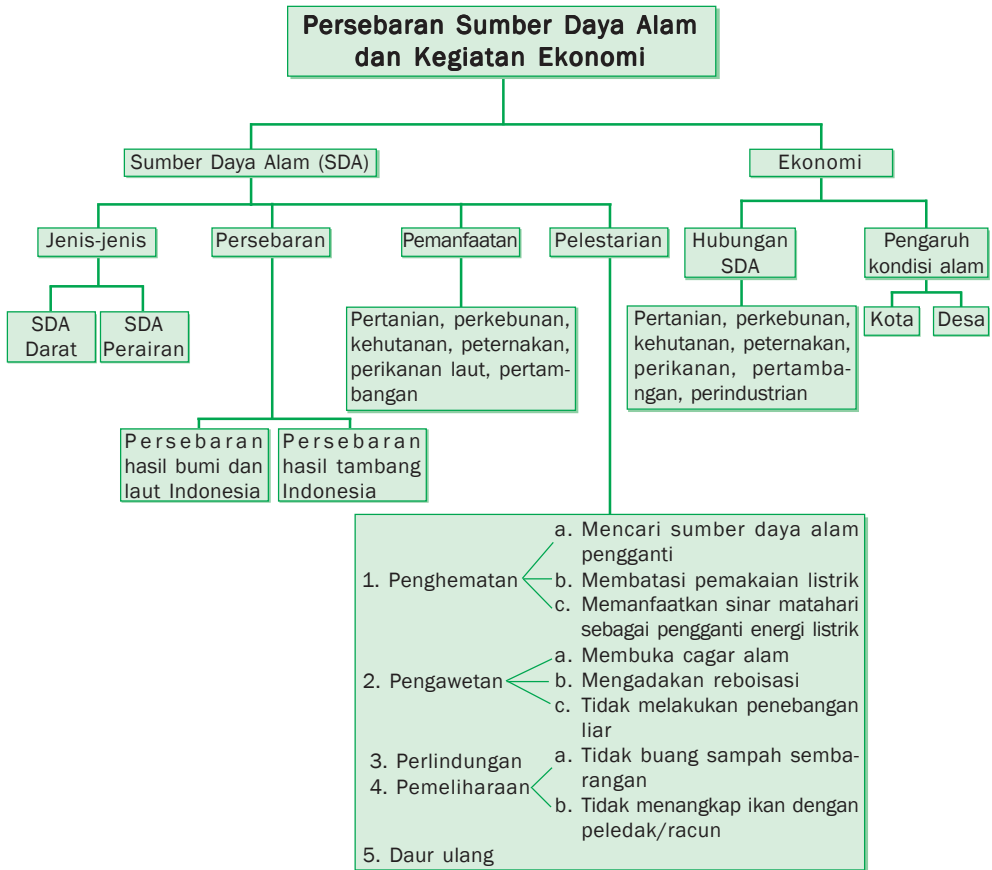 Persebaran Sumber Daya Alam
dan Kegiatan Ekonomi
Sumber Daya Alam (SDA)
Ekonomi
Jenis-jenis
Persebaran
Pemanfaatan
Pelestarian
Hubungan
SDA
Pengaruh
kondisi alam
SDA
Darat
SDA
Perairan
Pertanian, perkebunan,
kehutanan, peternakan,
perikanan laut, pertam-
bangan
Pertanian, perkebunan,
kehutanan, peternakan,
perikanan, pertamba-
ngan, perindustrian
Kota
Desa
Persebaran
hasil bumi dan
laut Indonesia
Persebaran
hasil tambang
Indonesia
1. Penghematan
a. Mencari sumber daya alam
pengganti
b. Membatasi pemakaian listrik
c. Memanfaatkan sinar matahari
sebagai pengganti energi listrik
2. Pengawetan
a. Membuka cagar alam
b. Mengadakan reboisasi
c. Tidak melakukan penebangan
liar
3. Perlindungan
4. Pemeliharaan
a. Tidak buang sampah semba-
rangan
b. Tidak menangkap ikan dengan
peledak/racun
5. Daur ulang